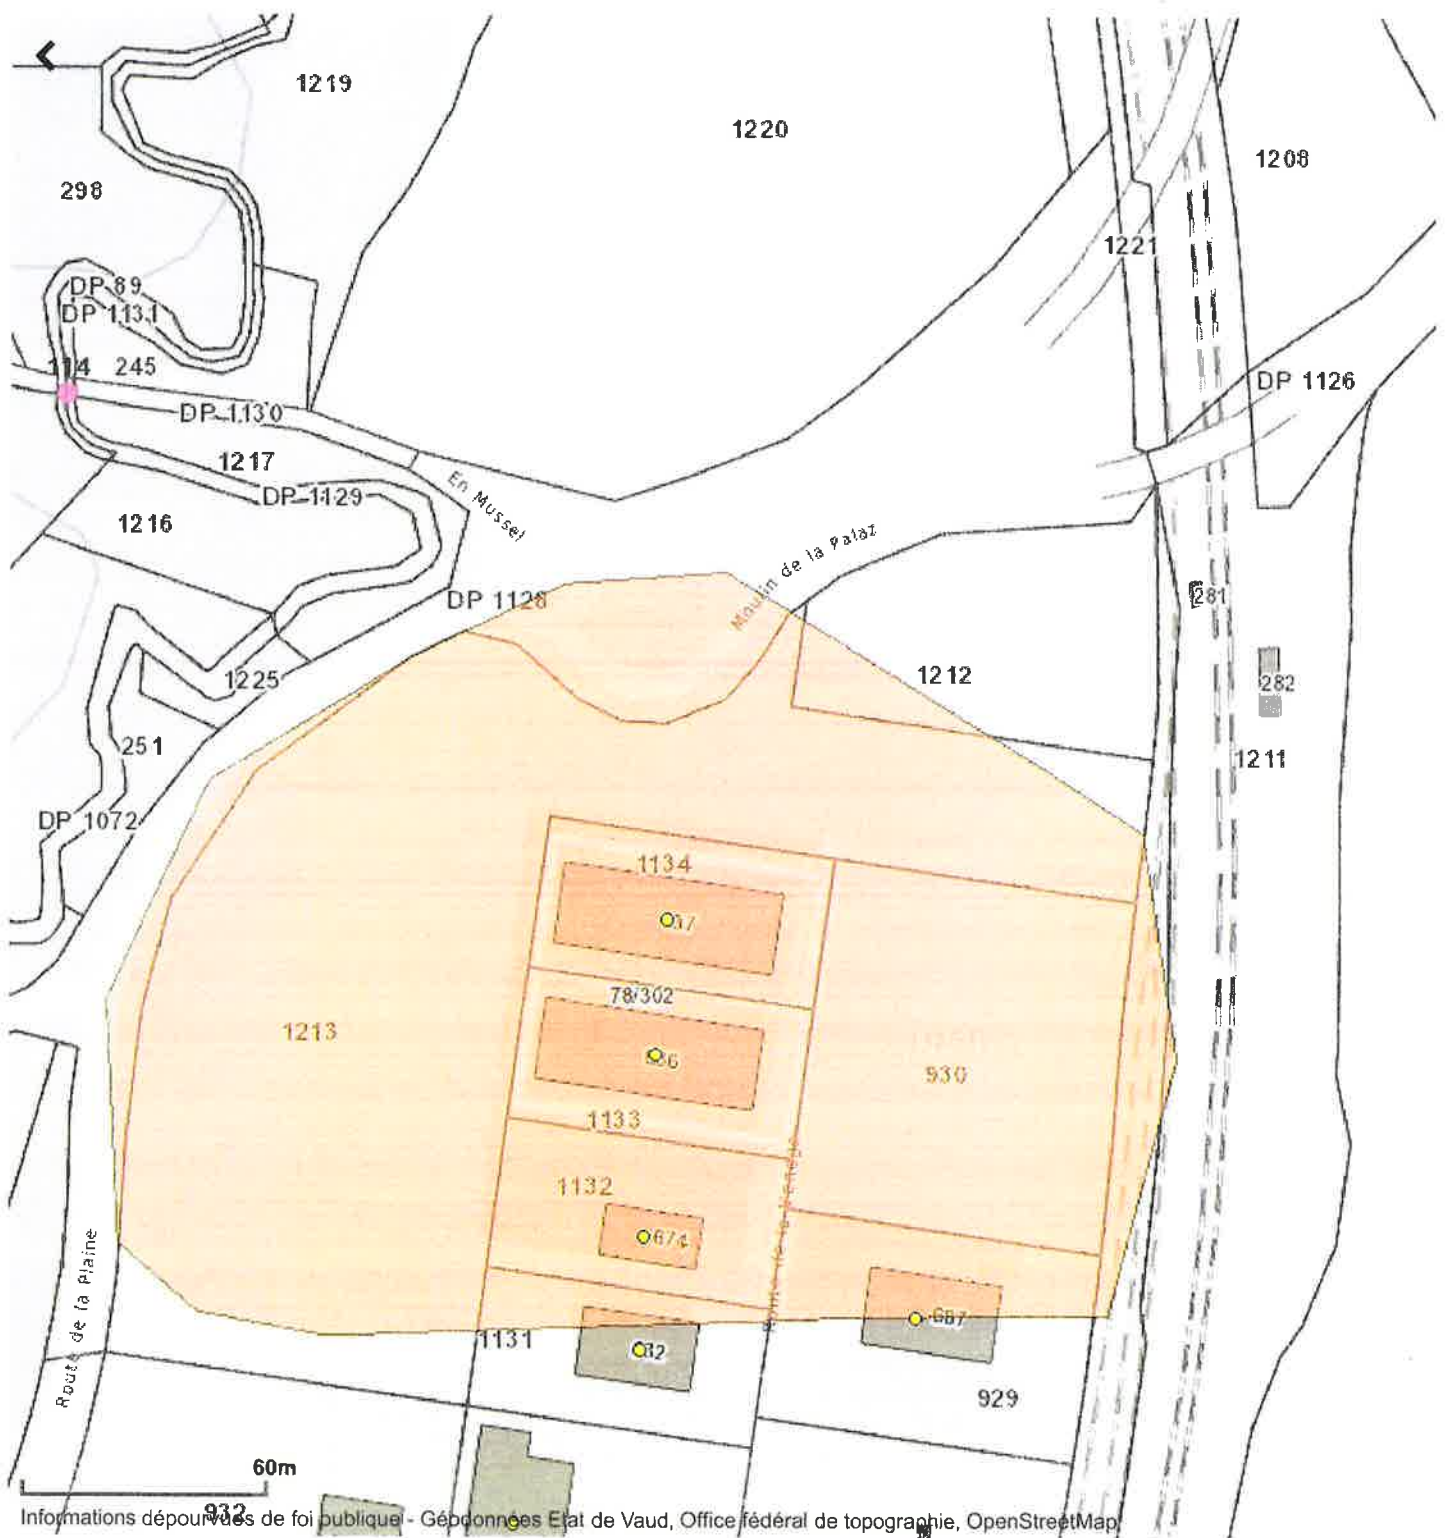 1219
1220
1208
298
1221
DP 89
DP 1131
114 245
DP 1126
DP 1130
1217
En Mussel
DP 1129
1216
Moulin de la Palaz
281
DP 1128
1212
1225
282
251
1211
DP 1072
1134
78/302
1213
930
1133
1132
674
Route de la Plaine
687
1131
929
60m
932
Informations dépourvues de foi publique - Géodonnées Etat de Vaud, Office fédéral de topographie, OpenStreetMap